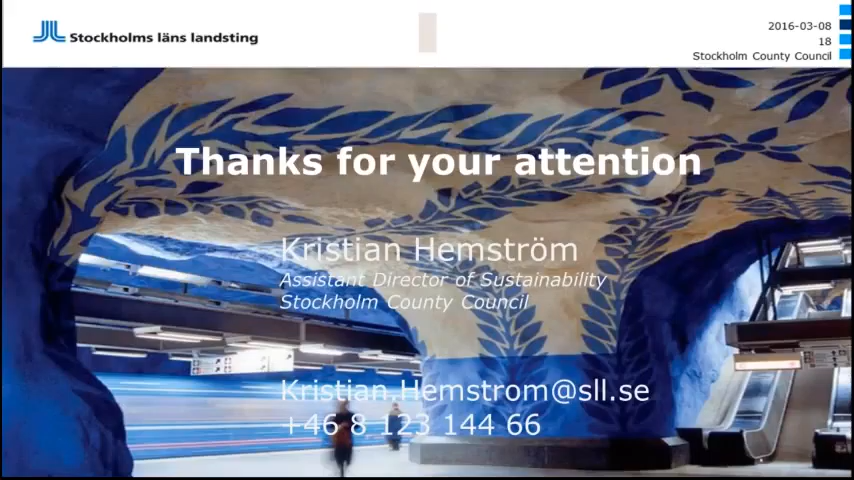 Stockholms läns landsting
2016-03-08
18
Stockholm County Council
Thanks for your attention
Kristian Hemström
Assistant Director of Sustainability
Stockholm County Council
Kristian.Hemstrom@sll.se
+46 8 123 144 66